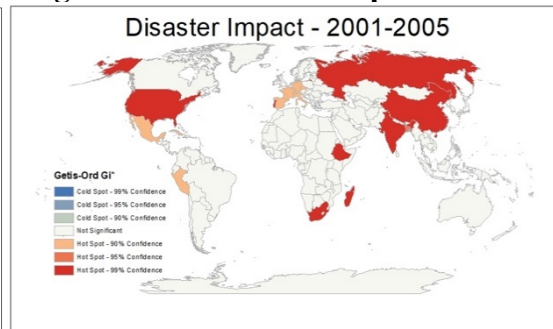 Disaster Impact - 2001-2005
Getis-Ord Gi*
Cold Spot - 99% Confidence
Cold Spot - 95% Confidence
Cold Spot - 90% Confidence
Not Significant
Hot Spot - 90% Confidence
Hot Spot - 95% Confidence
Hot Spot - 99% Confidence